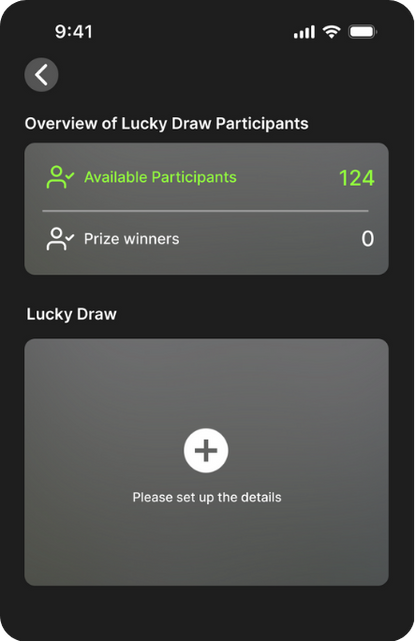 9:41
Overview of Lucky Draw Participants
Available Participants 124
Prize winners 0
Lucky Draw
Please set up the details